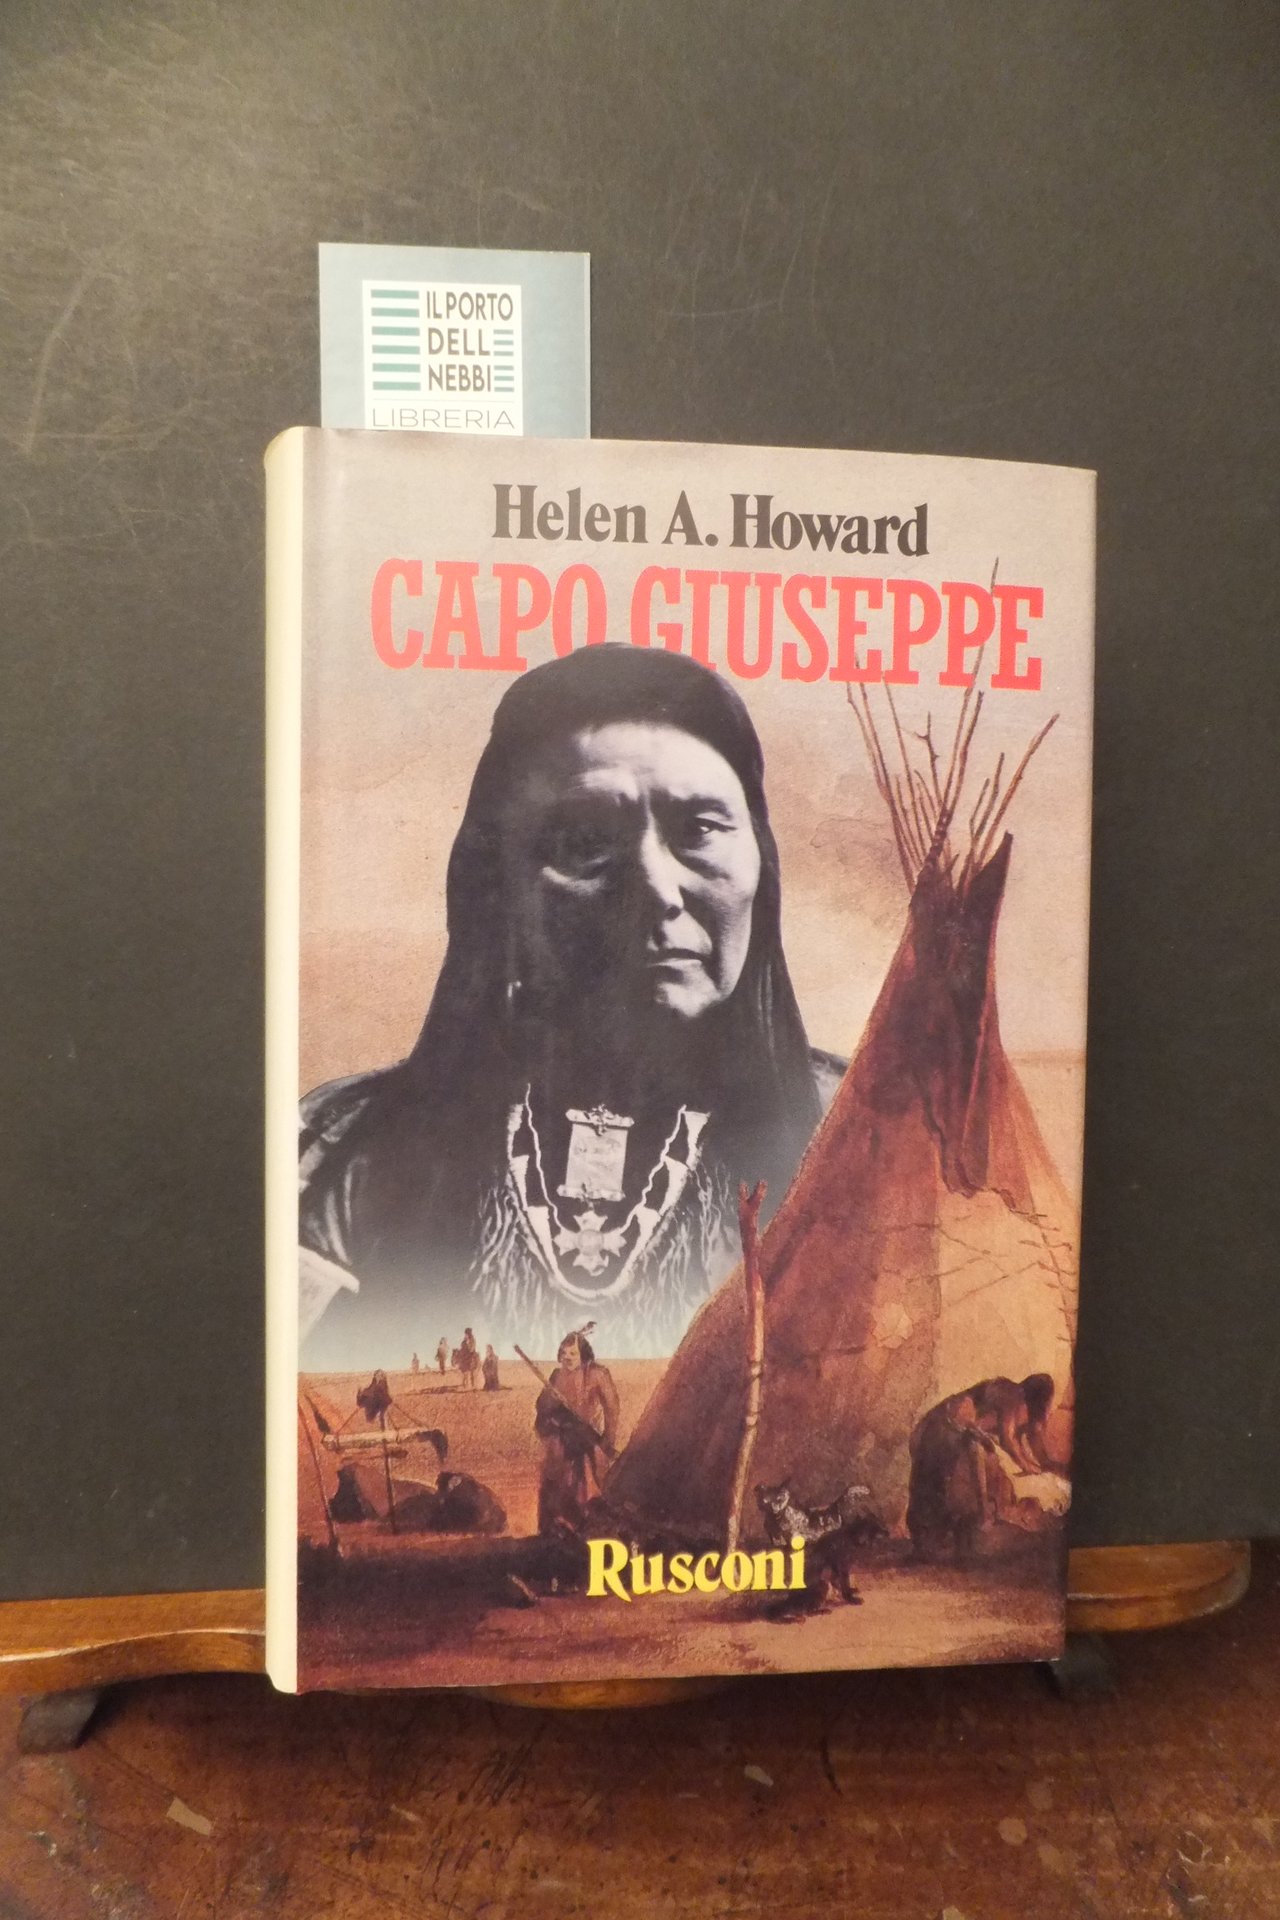 IL PORTO
DELL
NEBBI
LIBRERIA
Helen A. Howard
CAPO GIUSEPPE
Rusconi